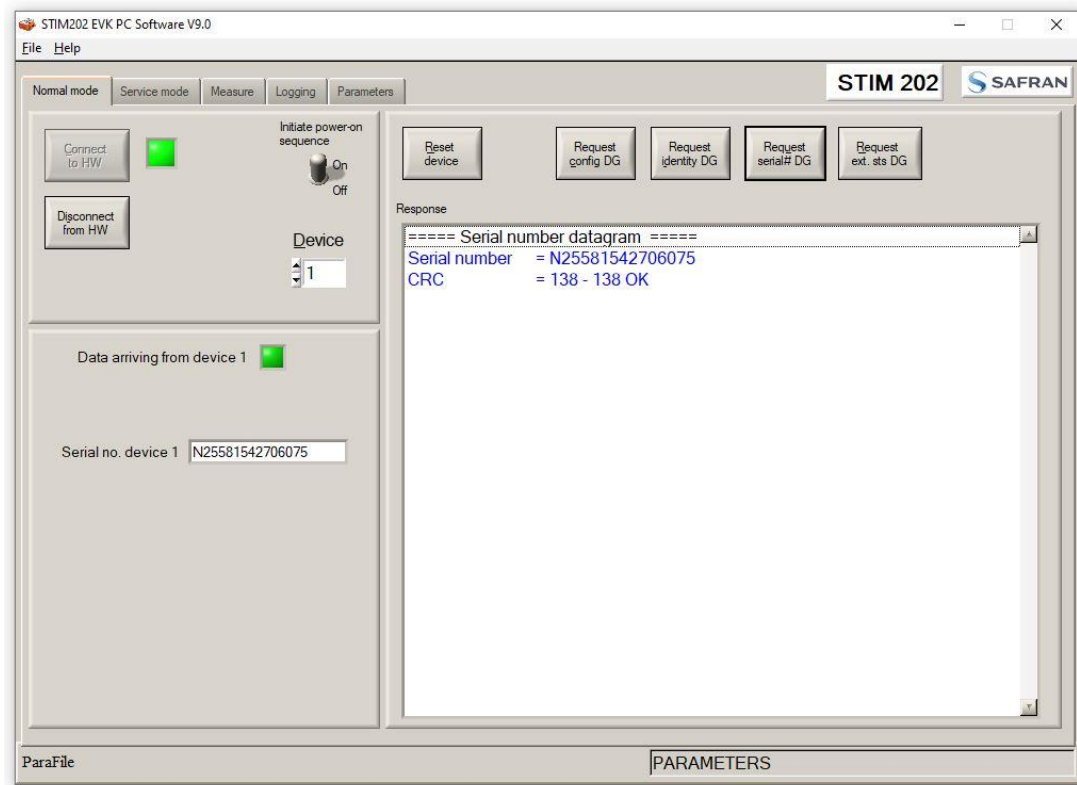 STIM202 EVK PC Software V9.0
File Help
Normal mode Service mode Measure Logging Parameters
STIM 202 SAFRAN
Connect
to HW
Initiate power-on
sequence
On
Off
Disconnect
from HW
Device
1
Data arriving from device 1
Serial no. device 1 N25581542706075
Reset
device
Request
config DG
Request
identity DG
Request
serial# DG
Request
ext. sts DG
Response
===== Serial number datagram =====
Serial number = N25581542706075
CRC = 138 - 138 OK
ParaFile PARAMETERS